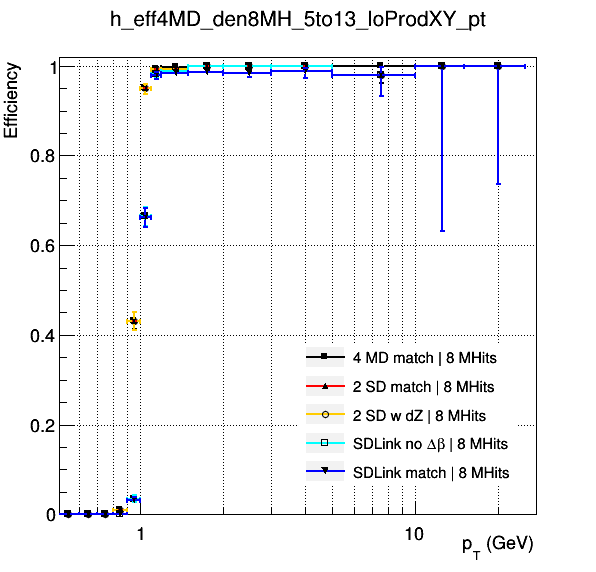 h_eff4MD_den8MH_5to13_loProdXY_pt
Efficiency
1
0.8
0.6
0.4
0.2
0
4 MD match | 8 MHits
2 SD match | 8 MHits
2 SD w dZ | 8 MHits
SDLink no Δβ | 8 MHits
SDLink match | 8 MHits
1
10
p_T (GeV)